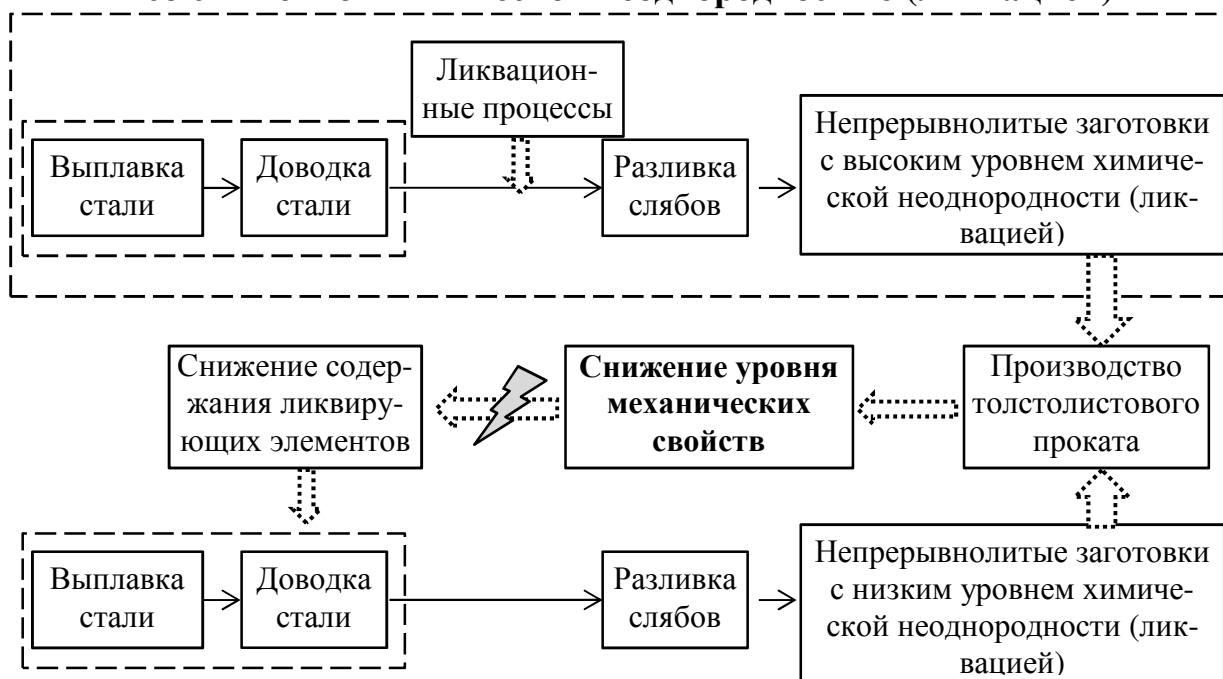 Ликвацион-
ные процессы
Выплавка
стали
Доводка
стали
Разливка
слябов
Непрерывнолитые заготовки
с высоким уровнем химиче-
ской неоднородности (лик-
вацией)
Снижение содер-
жания ликвиру-
ющих элементов
Снижение уровня
механических
свойств
Производство
толстолистового
проката
Выплавка
стали
Доводка
стали
Разливка
слябов
Непрерывнолитые заготовки
с низким уровнем химиче-
ской неоднородности (лик-
вацией)